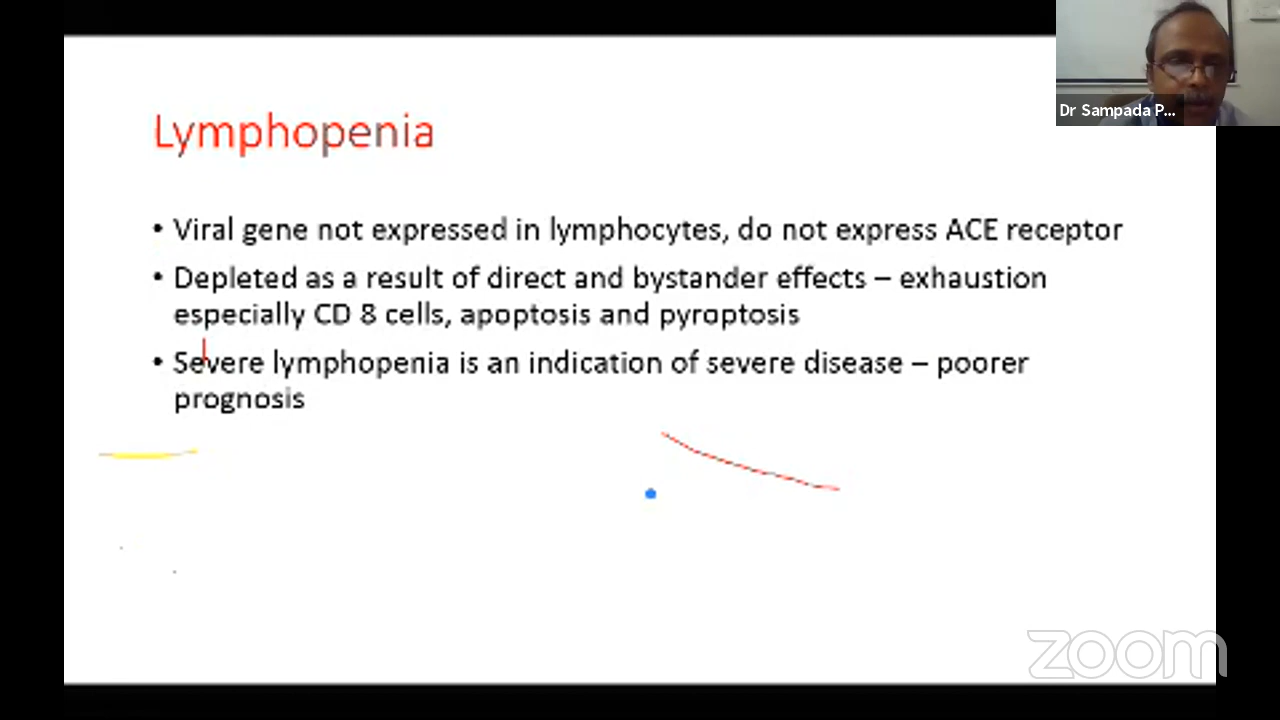 Dr Sampada P...
Lymphopenia
• Viral gene not expressed in lymphocytes, do not express ACE receptor
• Depleted as a result of direct and bystander effects – exhaustion
especially CD 8 cells, apoptosis and pyroptosis
• Severe lymphopenia is an indication of severe disease – poorer
prognosis
zoom